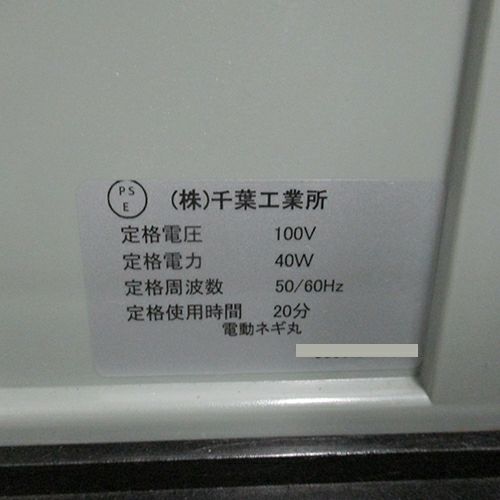 PS
E
(株)千葉工業所
定格電圧 100V
定格電力 40W
定格周波数 50/60Hz
定格使用時間 20分
電動ネギ丸